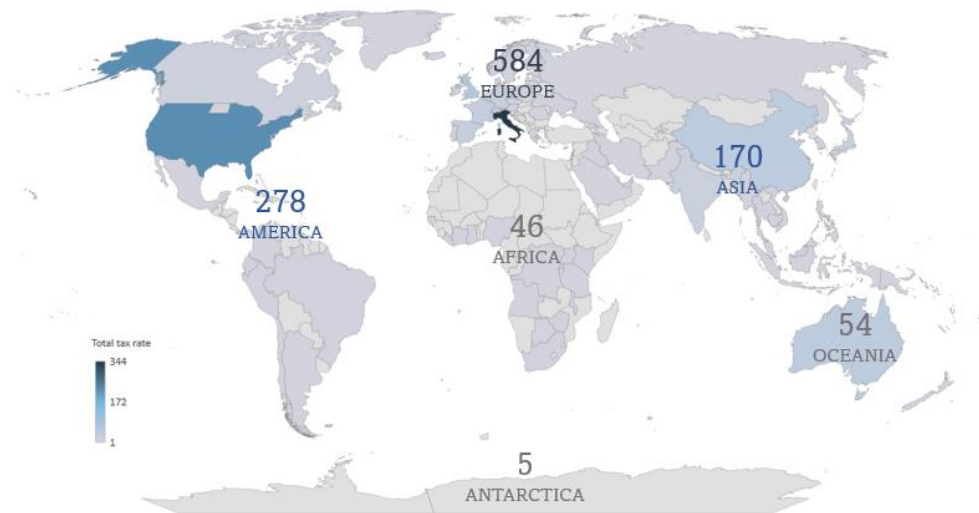 584
EUROPE
170
ASIA
278
AMERICA
46
AFRICA
54
OCEANIA
Total tax rate
344
172
1
5
ANTARCTICA